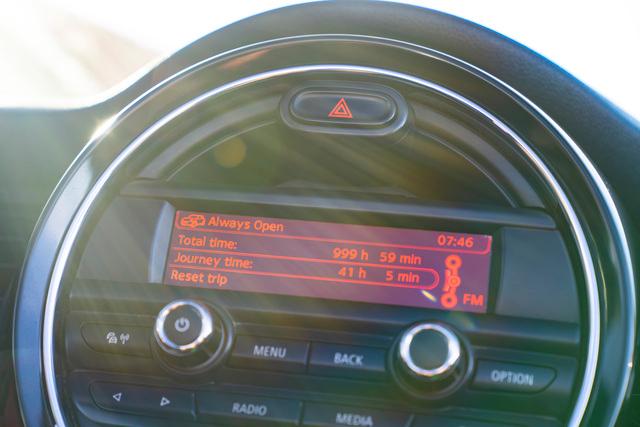 Always Open
07:46
Total time: 999 h 59 min
Journey time: 41 h 5 min
Reset trip
FM
MENU BACK
OPTION
RADIO MEDIA